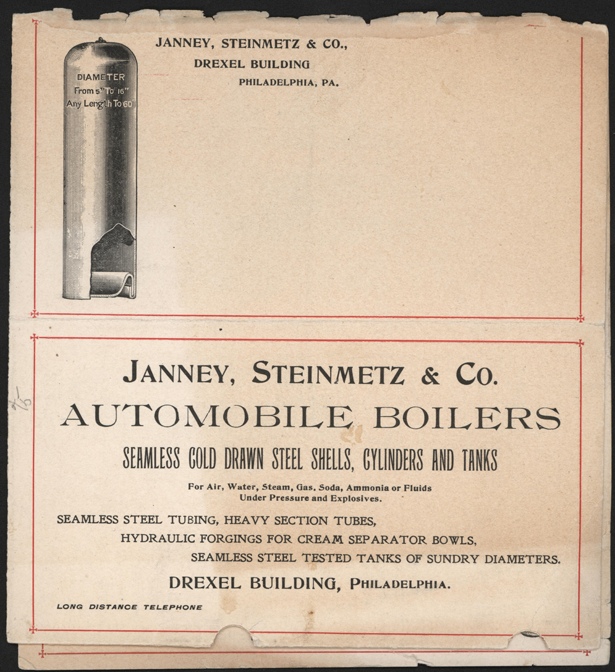 JANNEY, STEINMETZ & CO.,
DREXEL BUILDING
PHILADELPHIA, PA.
DIAMETER
From 5" To 16"
Any Length To 60
JANNEY, STEINMETZ & CO.
AUTOMOBILE BOILERS
SEAMLESS COLD DRAWN STEEL SHELLS, CYLINDERS AND TANKS
For Air, Water, Steam, Gas, Soda, Ammonia or Fluids
Under Pressure and Explosives.
SEAMLESS STEEL TUBING, HEAVY SECTION TUBES,
HYDRAULIC FORGINGS FOR CREAM SEPARATOR BOWLS,
SEAMLESS STEEL TESTED TANKS OF SUNDRY DIAMETERS.
DREXEL BUILDING, PHILADELPHIA.
LONG DISTANCE TELEPHONE